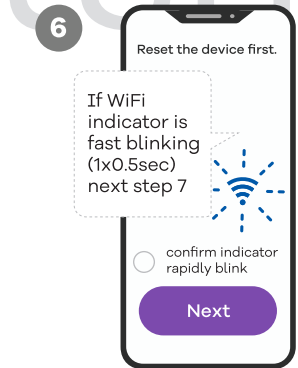 6
Reset the device first.
If WiFi
indicator is
fast blinking
(1x0.5sec)
next step 7
confirm indicator
rapidly blink
Next